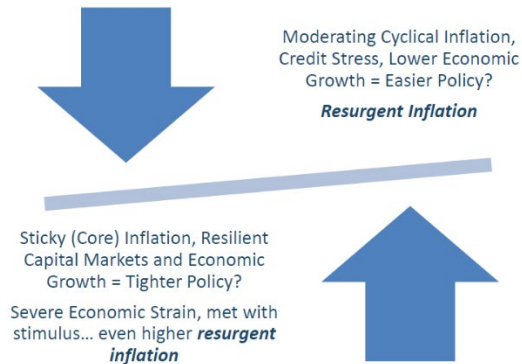 Moderating Cyclical Inflation,
Credit Stress, Lower Economic
Growth = Easier Policy?
Resurgent Inflation
Sticky (Core) Inflation, Resilient
Capital Markets and Economic
Growth = Tighter Policy?
Severe Economic Strain, met with
stimulus... even higher resurgent
inflation